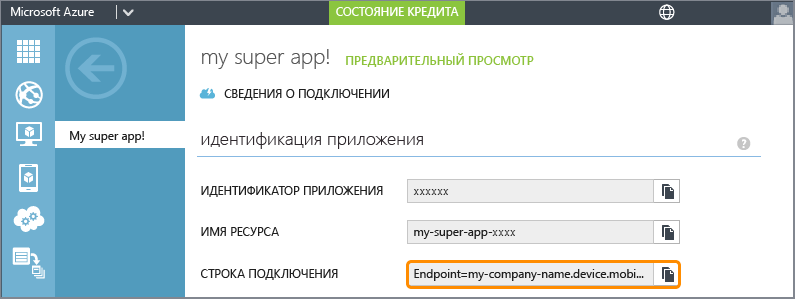 Microsoft Azure
СОСТОЯНИЕ КРЕДИТА
my super app! ПРЕДВАРИТЕЛЬНЫЙ ПРОСМОТР
СВЕДЕНИЯ О ПОДКЛЮЧЕНИИ
My super app!
идентификация приложения
?
ИДЕНТИФИКАТОР ПРИЛОЖЕНИЯ xxxxxx
ИМЯ РЕСУРСА my-super-app-xxxx
СТРОКА ПОДКЛЮЧЕНИЯ Endpoint=my-company-name.device.mobi...